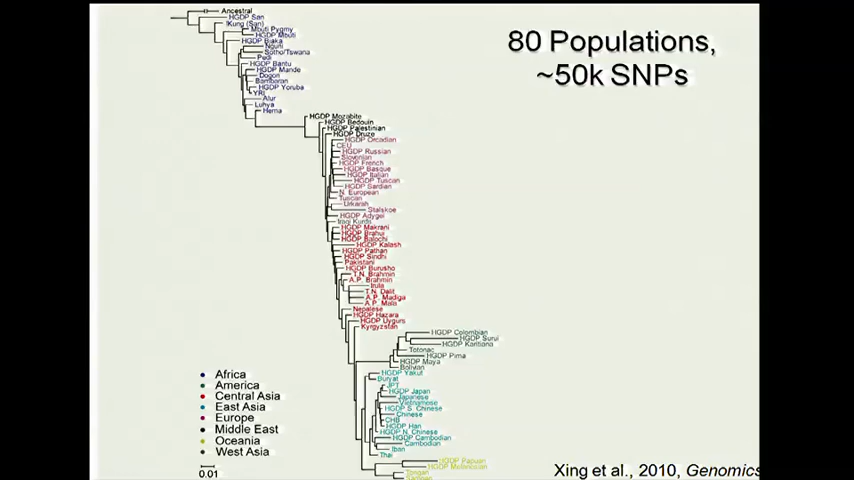 80 Populations,
~50k SNPs
Ancestral
HGDP San
!Kung (San)
Mbuti Pygmy
HGDP Mbuti
HGDP Biaka
Nguni
Sotho/Tswana
Pedi
HGDP Bantu
HGDP Mande
Dogon
Bambaran
HGDP Yoruba
YRI
Alur
Luhya
Hema
HGDP Mozabite
HGDP Bedouin
HGDP Palestinian
HGDP Druze
HGDP Orcadian
CEU
HGDP Russian
Slovenian
HGDP French
HGDP Basque
HGDP Italian
HGDP Tuscan
HGDP Sardian
N. European
Tuscan
Urkarah
Stalskoe
HGDP Adygei
Iraqi Kurds
HGDP Makrani
HGDP Brahui
HGDP Balochi
HGDP Kalash
HGDP Pathan
HGDP Sindhi
Pakistani
HGDP Burusho
T.N. Brahmin
A.P. Brahmin
Irula
T.N. Dalit
A.P. Madiga
A.P. Mala
Nepalese
HGDP Hazara
HGDP Uygurs
Kyrgyzstan
HGDP Colombian
HGDP Surui
HGDP Karitiana
Totonac
HGDP Pima
HGDP Maya
Bolivian
HGDP Yakut
Buryat
JPT
HGDP Japan
Japanese
Vietnamese
HGDP S. Chinese
Chinese
CHB
HGDP Han
HGDP N. Chinese
HGDP Cambodian
Cambodian
Iban
Thai
HGDP Papuan
HGDP Melanesian
Tongan
Samoan
Africa
America
Central Asia
East Asia
Europe
Middle East
Oceania
West Asia
0.01
Xing et al., 2010, Genomics